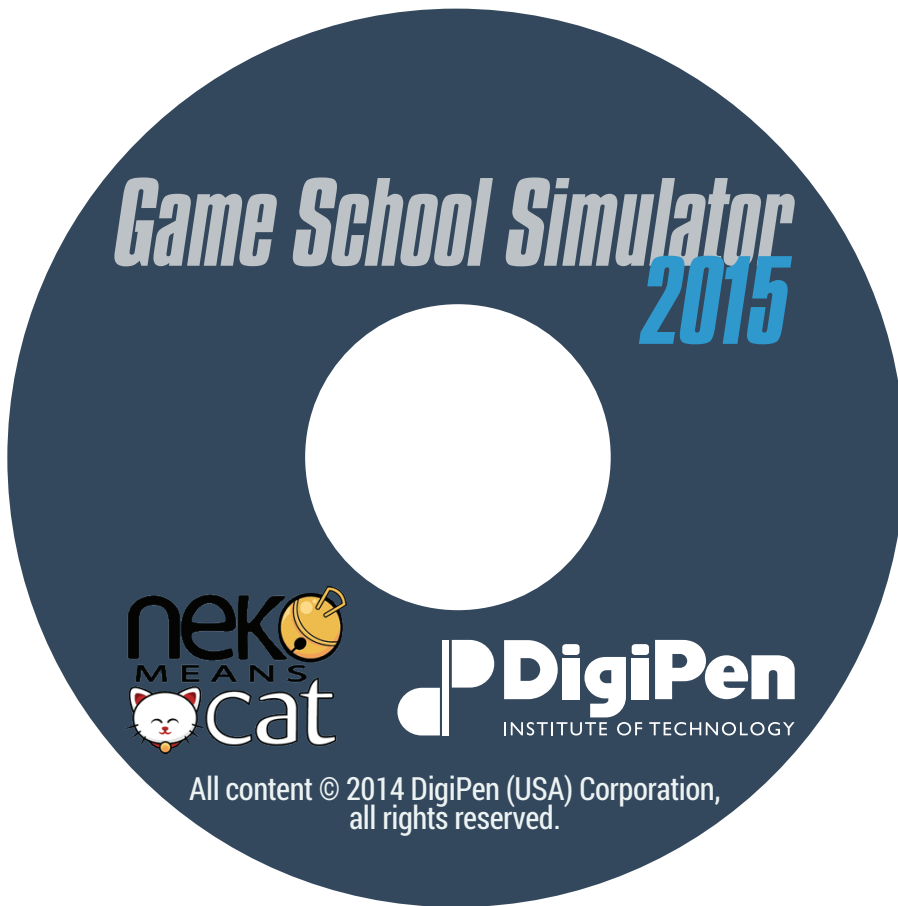 Game School Simulator
2015
neko
MEANS
cat
DigiPen
INSTITUTE OF TECHNOLOGY
All content © 2014 DigiPen (USA) Corporation,
all rights reserved.